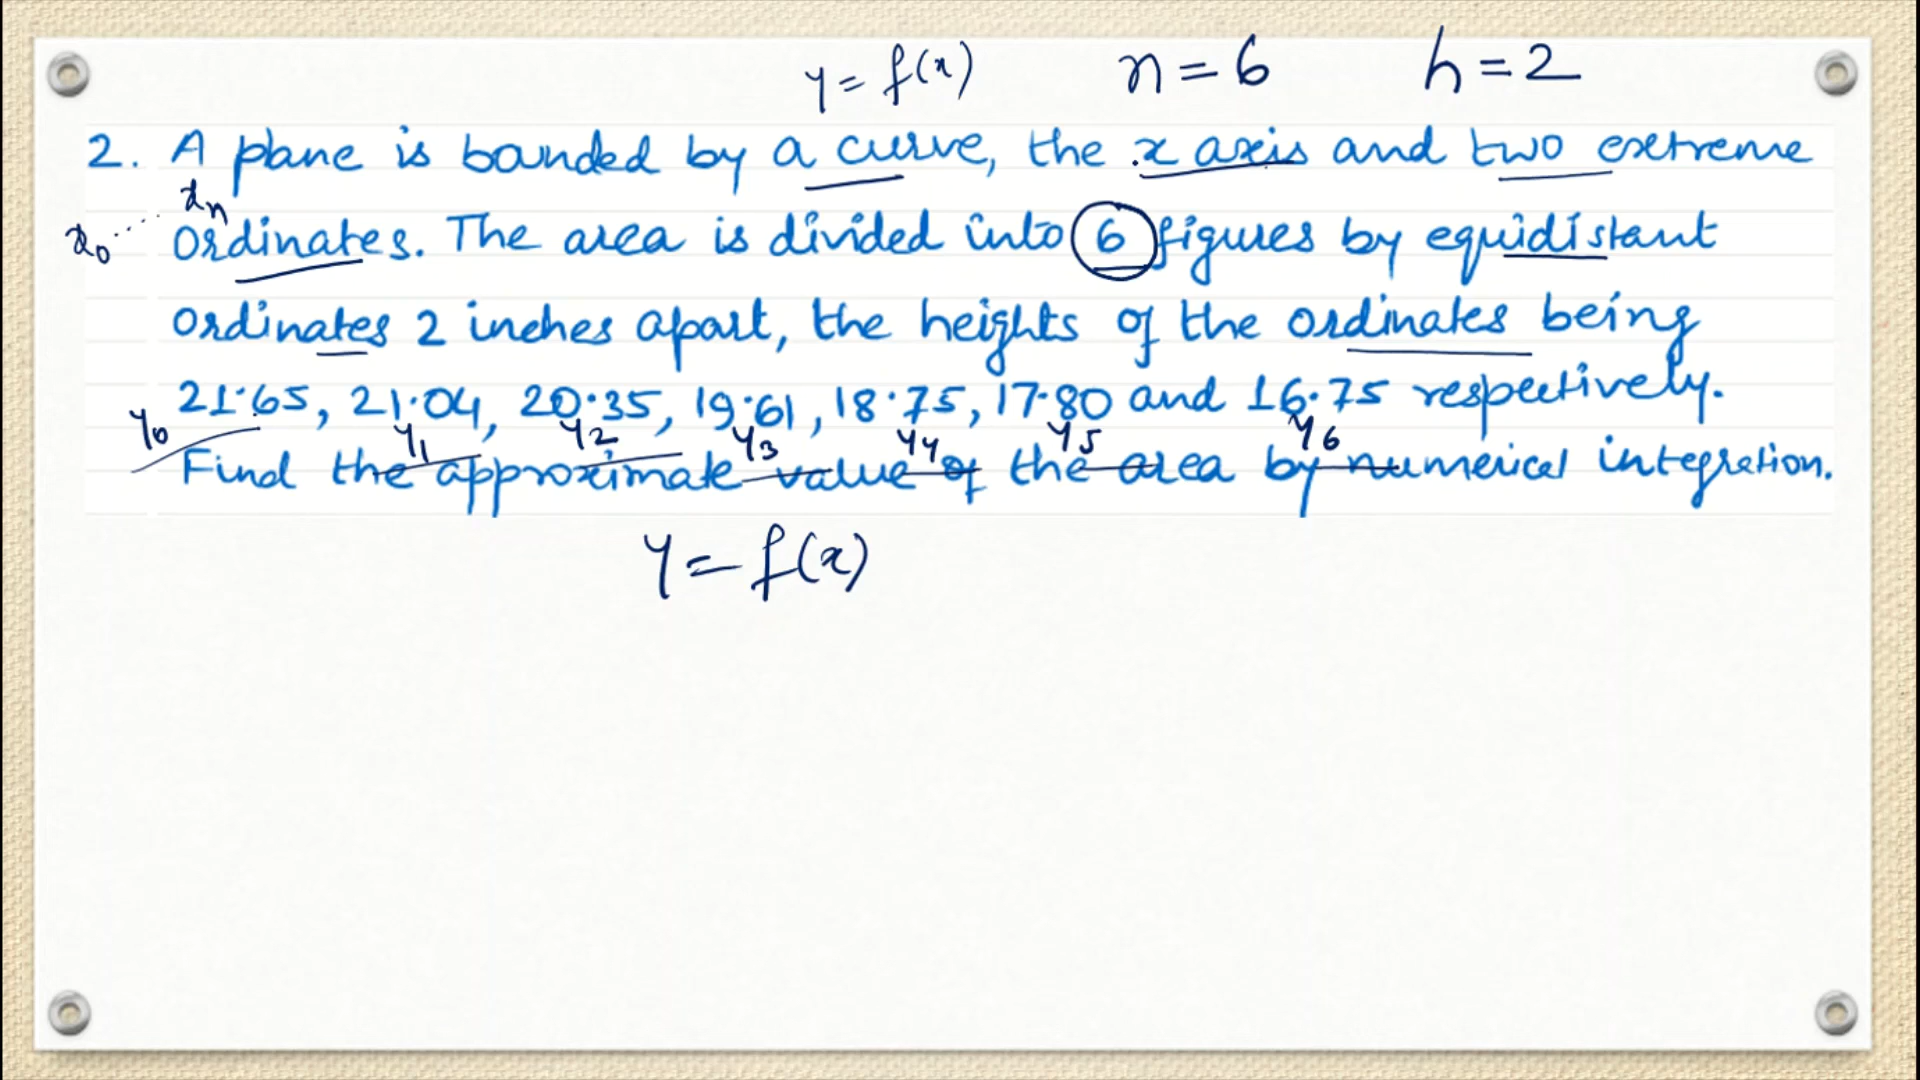 y = f(x) n = 6 h = 2
2. A plane is bounded by a curve, the x axis and two extreme
x0 ... xn
ordinates. The area is divided into 6 figures by equidistant
ordinates 2 inches apart, the heights of the ordinates being
21.65, 21.04, 20.35, 19.61, 18.75, 17.80 and 16.75 respectively.
y0 y1 y2 y3 y4 y5 y6
Find the approximate value of the area by numerical integration.
y = f(x)